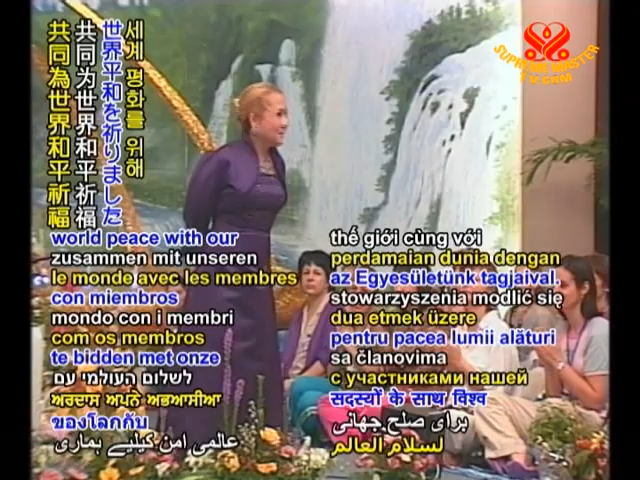 SUPREME MASTER
TV.COM
세계 평화를 위해
世界平和を祈りました
共同为世界和平祈福
共同為世界和平祈福
world peace with our
zusammen mit unseren
le monde avec les membres
con miembros
mondo con i membri
com os membros
te bidden met onze
לשלום העולמי עם
ਅਰਦਾਸ ਅਪਨੇ ਅਭਆਸੀਆ
ของโลกกับ
عالمی امن کیلیے ہماری
thế giới cùng với
perdamaian dunia dengan
az Egyesületünk tagjaival.
stowarzyszenia modlić się
dua etmek üzere
pentru pacea lumii alături
sa članovima
с участниками нашей
सदस्यों के साथ विश्व
برای صلح جهانی
لسلام العالم